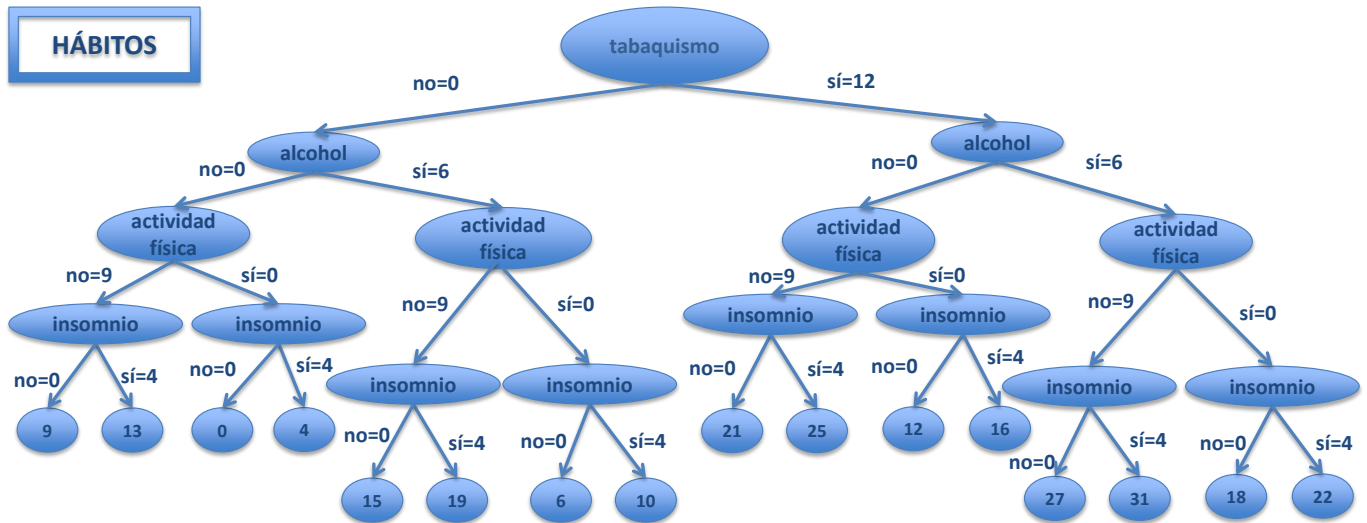 HÁBITOS
tabaquismo
no=0
sí=12
alcohol
alcohol
no=0
sí=6
no=0
sí=6
actividad
física
actividad
física
actividad
física
actividad
física
no=9
sí=0
no=9
sí=0
no=9
sí=0
no=9
sí=0
insomnio
insomnio
insomnio
insomnio
no=0
sí=4
no=0
sí=4
no=0
sí=4
no=0
sí=4
insomnio
insomnio
insomnio
insomnio
9
13
0
4
21
25
12
16
no=0
sí=4
no=0
sí=4
no=0
sí=4
no=0
sí=4
15
19
6
10
27
31
18
22